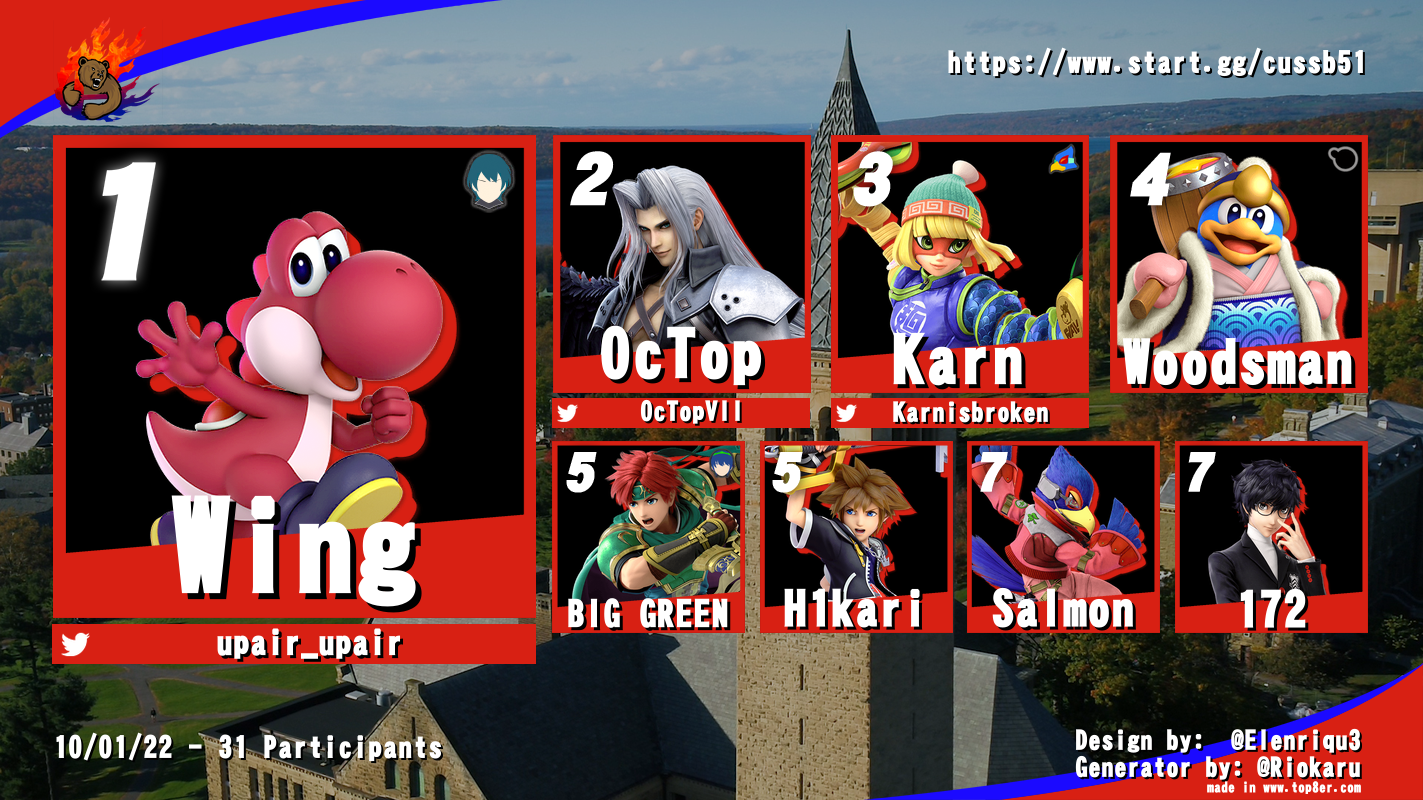 https://www.start.gg/cussb51
1
Wing
upair_upair
2
OcTop
OcTopVII
3
Karn
Karnisbroken
4
Woodsman
5
BIG GREEN
5
H1kari
7
Salmon
7
172
10/01/22 - 31 Participants
Design by: @Elenriqu3
Generator by: @Riokaru
made in www.top8er.com